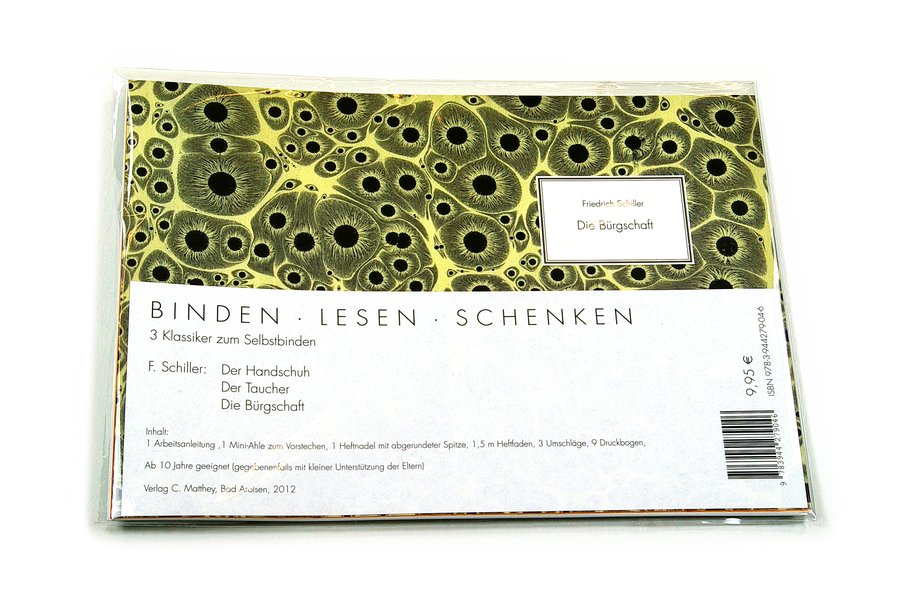 Friedrich Schiller
Die Bürgschaft
BINDEN · LESEN · SCHENKEN
3 Klassiker zum Selbstbinden
F. Schiller: Der Handschuh
Der Taucher
Die Bürgschaft
Inhalt:
1 Arbeitsanleitung ,1 Mini-Ahle zum Vorstechen, 1 Heftnadel mit abgerundeter Spitze, 1,5 m Heftfaden, 3 Umschläge, 9 Druckbogen,
Ab 10 Jahre geeignet (gegebenenfalls mit kleiner Unterstützung der Eltern)
Verlag C. Matthey, Bad Arolsen, 2012
9,95 €
ISBN 978-3-944279-04-6
9 783944 279046